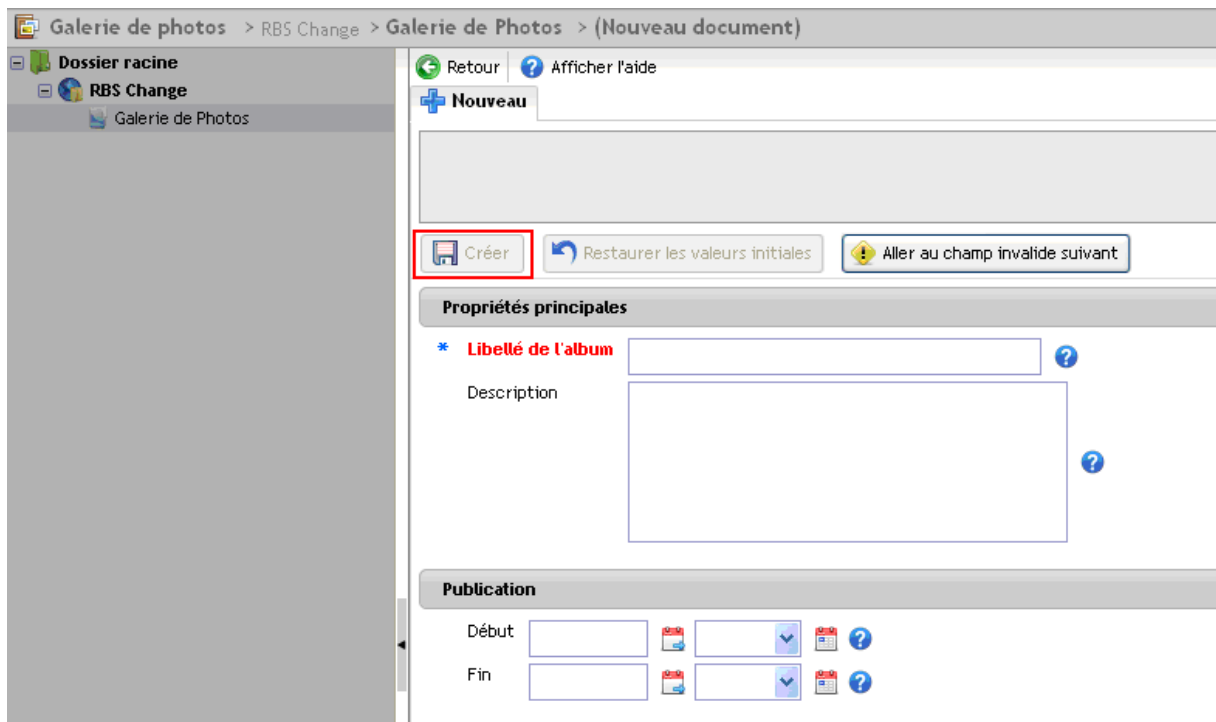 Galerie de photos > RBS Change > Galerie de Photos > (Nouveau document)
Dossier racine
RBS Change
Galerie de Photos
Retour ? Afficher l'aide
Nouveau
Créer Restaurer les valeurs initiales ! Aller au champ invalide suivant
Propriétés principales
* Libellé de l'album ?
Description ?
Publication
Début ?
Fin ?